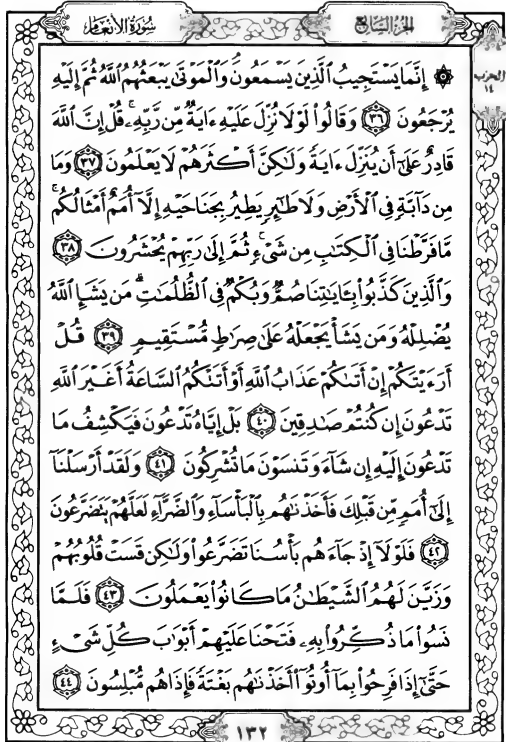 الجزء السابع
سورة الأنعام
الحزب
١٤
۞ إِنَّمَا يَسْتَجِيبُ ٱلَّذِينَ يَسْمَعُونَۘ وَٱلْمَوْتَىٰ يَبْعَثُهُمُ ٱللَّهُ ثُمَّ إِلَيْهِ
يُرْجَعُونَ ٣٦ وَقَالُوا۟ لَوْلَا نُزِّلَ عَلَيْهِ ءَايَةٌ مِّن رَّبِّهِۦۚ قُلْ إِنَّ ٱللَّهَ
قَادِرٌ عَلَىٰٓ أَن يُنَزِّلَ ءَايَةً وَلَٰكِنَّ أَكْثَرَهُمْ لَا يَعْلَمُونَ ٣٧ وَمَا
مِن دَآبَّةٍ فِى ٱلْأَرْضِ وَلَا طَٰٓئِرٍ يَطِيرُ بِجَنَاحَيْهِ إِلَّآ أُمَمٌ أَمْثَالُكُمۚ
مَّا فَرَّطْنَا فِى ٱلْكِتَٰبِ مِن شَىْءٍۚ ثُمَّ إِلَىٰ رَبِّهِمْ يُحْشَرُونَ ٣٨
وَٱلَّذِينَ كَذَّبُوا۟ بِـَٔايَٰتِنَا صُمٌّ وَبُكْمٌ فِى ٱلظُّلُمَٰتِۗ مَن يَشَإِ ٱللَّهُ
يُضْلِلْهُ وَمَن يَشَأْ يَجْعَلْهُ عَلَىٰ صِرَٰطٍ مُّسْتَقِيمٍ ٣٩ قُلْ
أَرَءَيْتَكُمْ إِنْ أَتَىٰكُمْ عَذَابُ ٱللَّهِ أَوْ أَتَتْكُمُ ٱلسَّاعَةُ أَغَيْرَ ٱللَّهِ
تَدْعُونَ إِن كُنتُمْ صَٰدِقِينَ ٤٠ بَلْ إِيَّاهُ تَدْعُونَ فَيَكْشِفُ مَا
تَدْعُونَ إِلَيْهِ إِن شَآءَ وَتَنسَوْنَ مَا تُشْرِكُونَ ٤١ وَلَقَدْ أَرْسَلْنَآ
إِلَىٰٓ أُمَمٍ مِّن قَبْلِكَ فَأَخَذْنَٰهُم بِٱلْبَأْسَآءِ وَٱلضَّرَّآءِ لَعَلَّهُمْ يَتَضَرَّعُونَ
٤٢ فَلَوْلَآ إِذْ جَآءَهُم بَأْسُنَا تَضَرَّعُوا۟ وَلَٰكِن قَسَتْ قُلُوبُهُمْ
وَزَيَّنَ لَهُمُ ٱلشَّيْطَٰنُ مَا كَانُوا۟ يَعْمَلُونَ ٤٣ فَلَمَّا
نَسُوا۟ مَا ذُكِّرُوا۟ بِهِۦ فَتَحْنَا عَلَيْهِمْ أَبْوَٰبَ كُلِّ شَىْءٍ
حَتَّىٰٓ إِذَا فَرِحُوا۟ بِمَآ أُوتُوٓا۟ أَخَذْنَٰهُم بَغْتَةً فَإِذَا هُم مُّبْلِسُونَ ٤٤
١٣٢